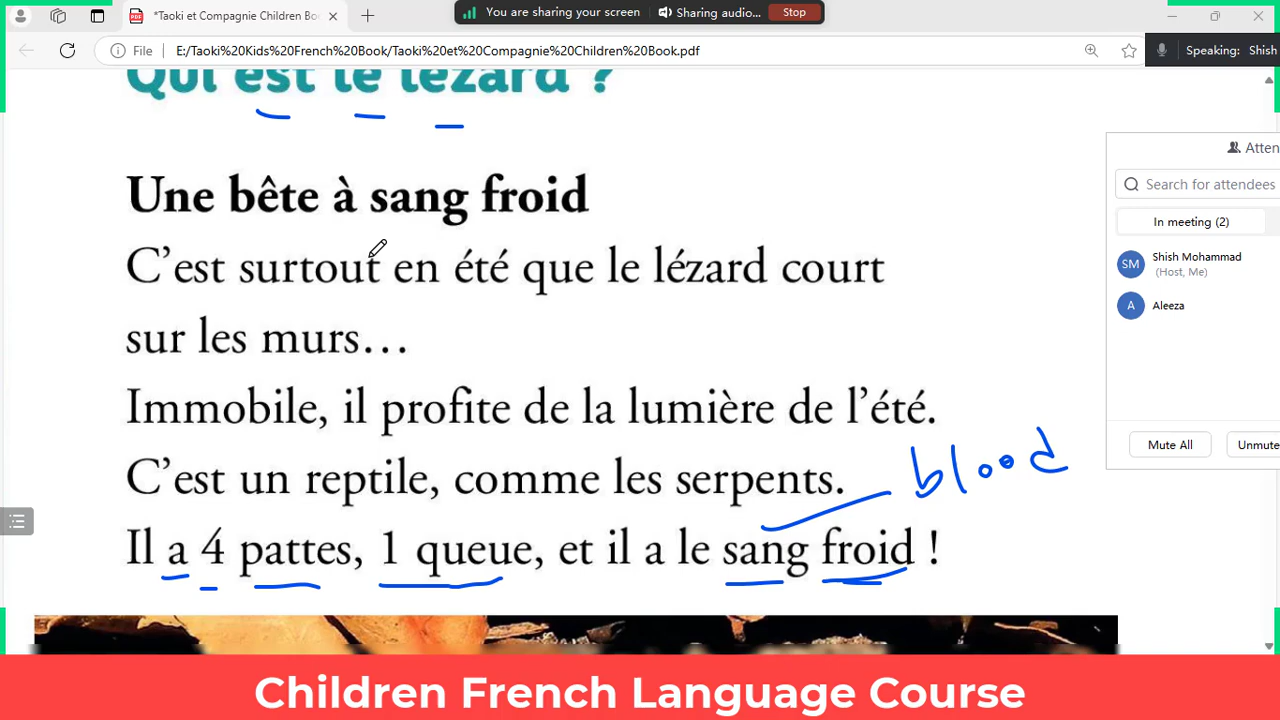 *Taoki et Compagnie Children Bo
You are sharing your screen
Sharing audio...
Stop
File
E:/Taoki%20Kids%20French%20Book/Taoki%20et%20Compagnie%20Children%20Book.pdf
Speaking: Shish
Qui est le lézard ?
Une bête à sang froid
C'est surtout en été que le lézard court
sur les murs...
Immobile, il profite de la lumière de l'été.
C'est un reptile, comme les serpents.
blood
Il a 4 pattes, 1 queue, et il a le sang froid !
Atten
Search for attendees
In meeting (2)
SM
Shish Mohammad
(Host, Me)
A
Aleeza
Mute All
Unmute
Children French Language Course